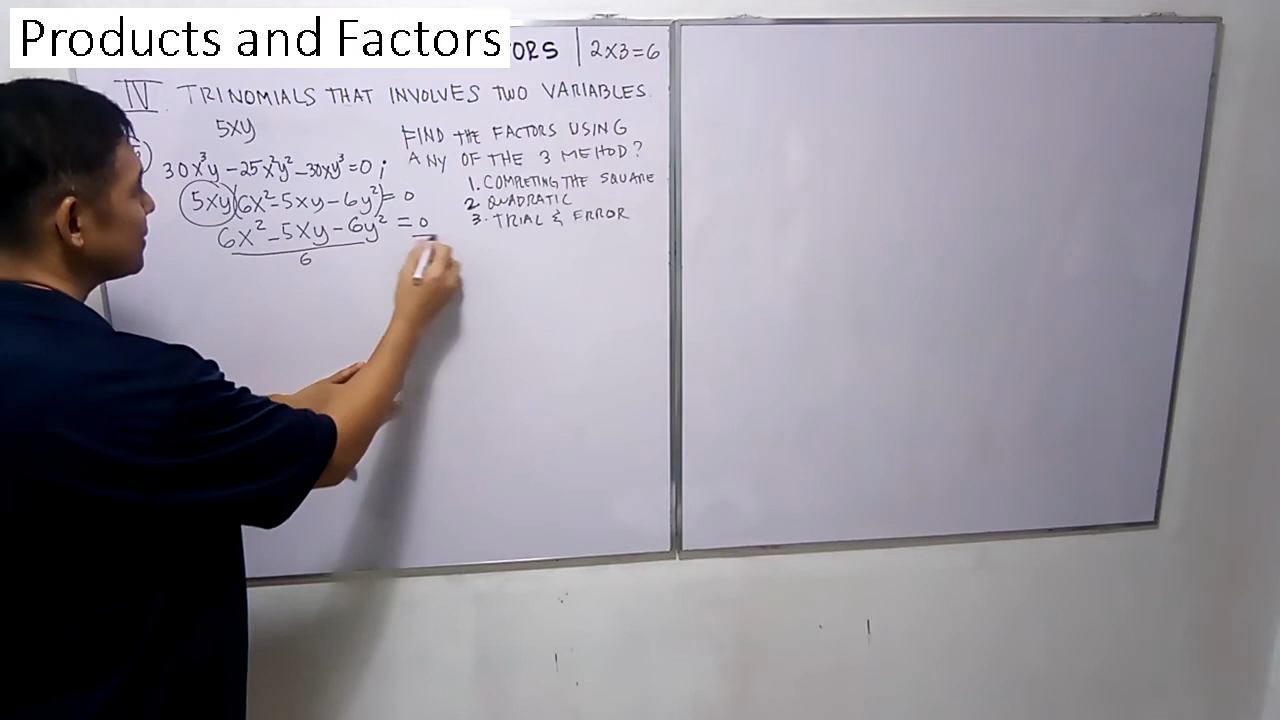 Products and Factors
ORS | 2x3=6
IV. TRINOMIALS THAT INVOLVES TWO VARIABLES.
5xy
30x³y - 25x²y² - 30xy³ = 0 ;
5xy(6x² - 5xy - 6y²) = 0
6x² - 5xy - 6y² = 0
6
FIND THE FACTORS USING
ANY OF THE 3 MEHOD?
1. COMPLETING THE SQUARE
2 QUADRATIC
3. TRIAL & ERROR